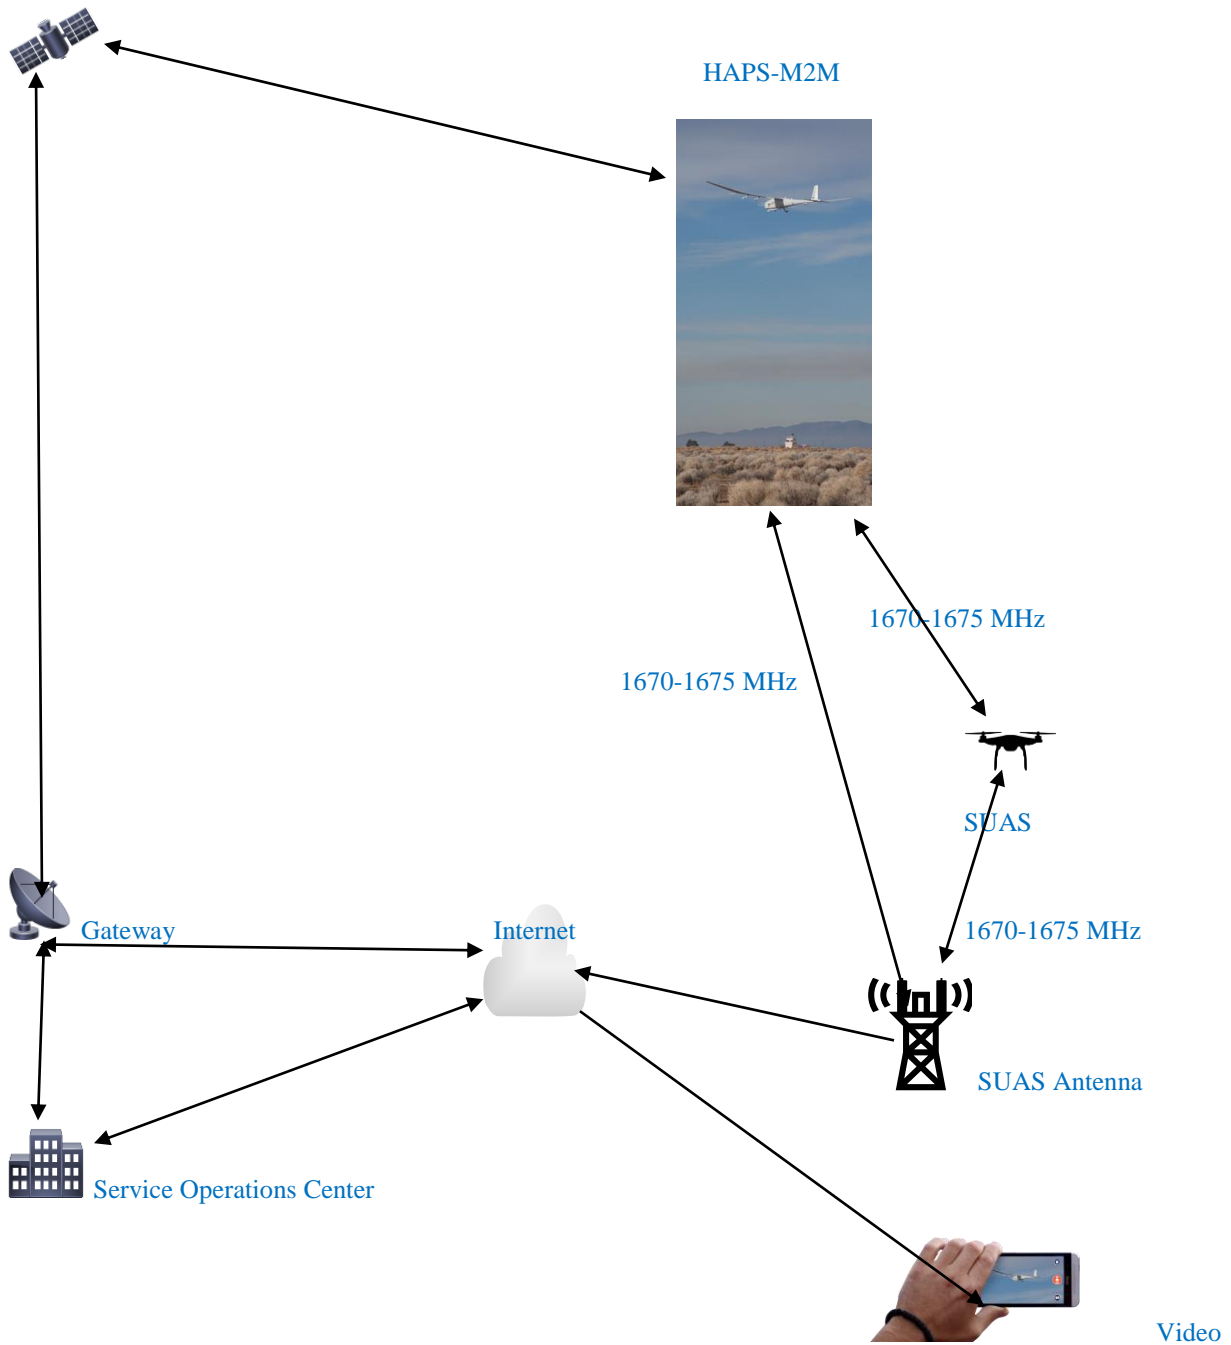 HAPS-M2M
1670-1675 MHz
1670-1675 MHz
SUAS
Gateway
Internet
1670-1675 MHz
SUAS Antenna
Service Operations Center
Video